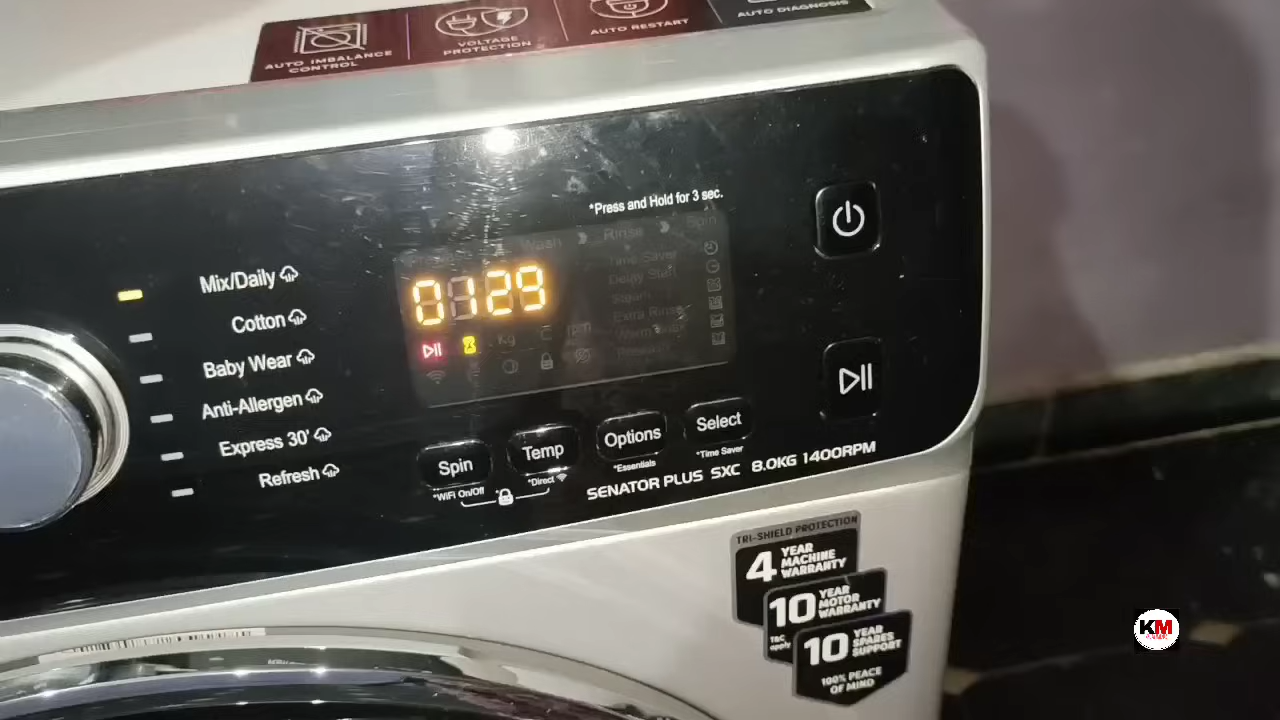 AUTO IMBALANCE
CONTROL
VOLTAGE
PROTECTION
AUTO RESTART
AUTO DIAGNOSIS
*Press and Hold for 3 sec.
Wash Rinse Spin
0129
Time Saver
Delay Start
Steam
Extra Rinse
Kg
rpm
Mix/Daily
Cotton
Baby Wear
Anti-Allergen
Express 30'
Refresh
Spin
Temp
Options
Select
*WiFi On/Off
*Direct
*Essentials
*Time Saver
SENATOR PLUS SXC 8.0KG 1400RPM
TRI-SHIELD PROTECTION
4 YEAR
MACHINE
WARRANTY
10 YEAR
MOTOR
WARRANTY
T&C
apply
10 YEAR
SPARES
SUPPORT
100% PEACE
OF MIND
KM